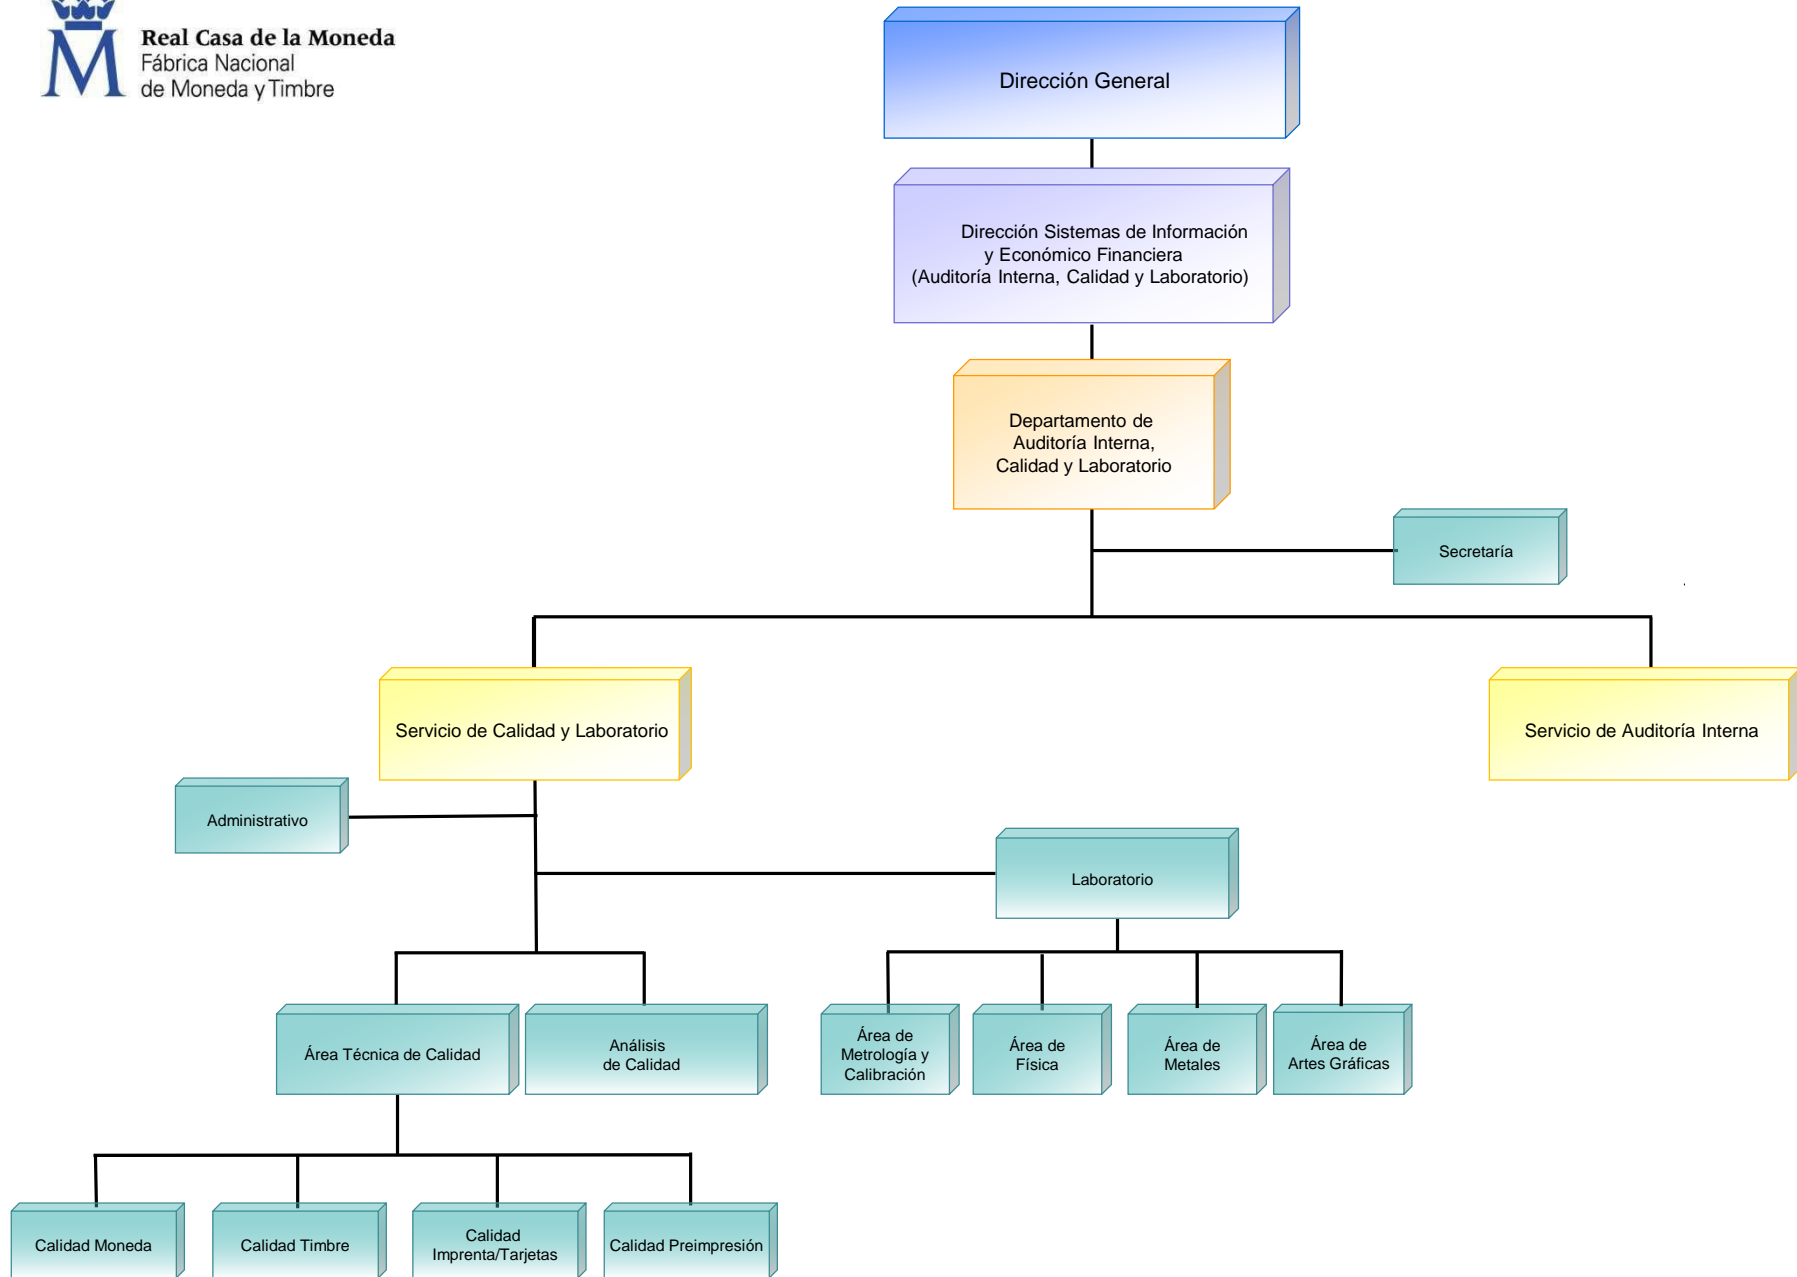 Real Casa de la Moneda
Fábrica Nacional
de Moneda y Timbre
Dirección General
Dirección Sistemas de Información
y Económico Financiera
(Auditoría Interna, Calidad y Laboratorio)
Departamento de
Auditoría Interna,
Calidad y Laboratorio
Secretaría
Servicio de Calidad y Laboratorio
Servicio de Auditoría Interna
Administrativo
Laboratorio
Área Técnica de Calidad
Análisis
de Calidad
Área de
Metrología y
Calibración
Área de
Física
Área de
Metales
Área de
Artes Gráficas
Calidad Moneda
Calidad Timbre
Calidad
Imprenta/Tarjetas
Calidad Preimpresión